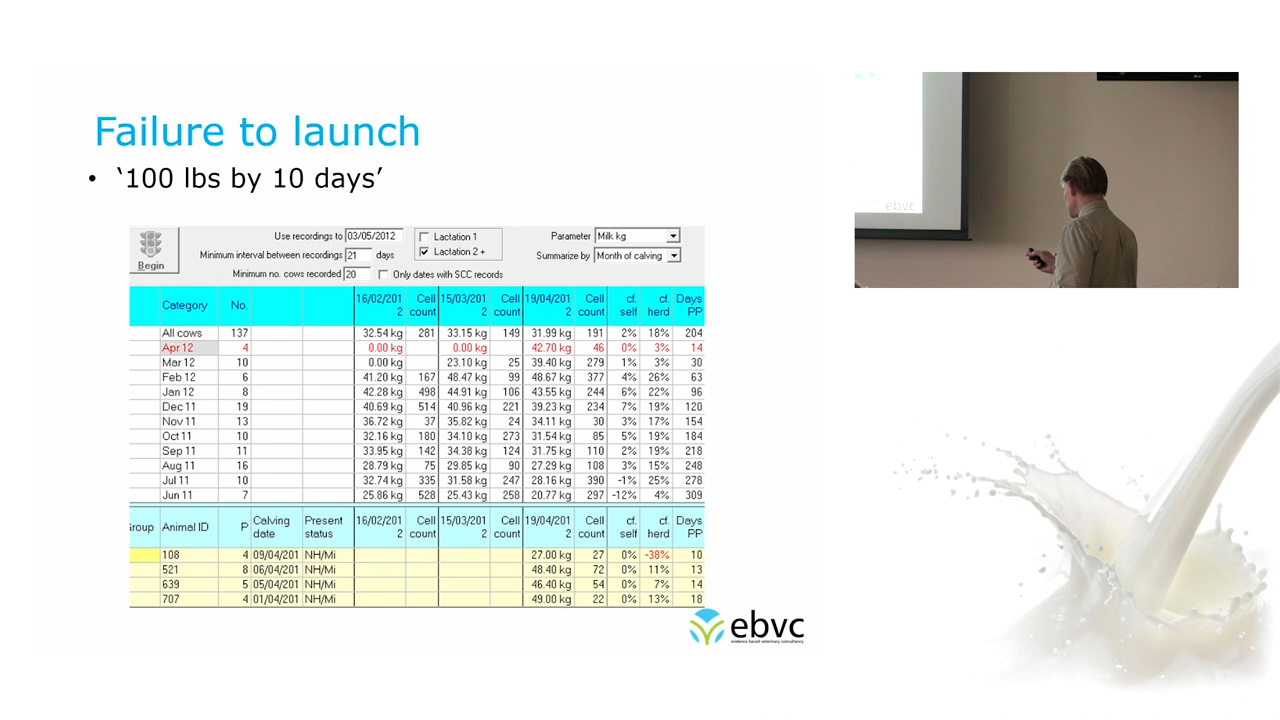 Failure to launch
• ‘100 lbs by 10 days’
Begin
Use recordings to 03/05/2012
Minimum interval between recordings 21 days
Minimum no. cows recorded 20
Lactation 1
Lactation 2 +
Only dates with SCC records
Parameter Milk kg
Summarize by Month of calving
Category No. 16/02/2012 Cell count 15/03/2012 Cell count 19/04/2012 Cell count cf. self cf. herd Days PP
All cows 137 32.54 kg 281 33.15 kg 149 31.99 kg 191 2% 18% 204
Apr 12 4 0.00 kg 0.00 kg 42.70 kg 46 0% 3% 14
Mar 12 10 0.00 kg 23.10 kg 25 39.40 kg 279 1% 3% 30
Feb 12 6 41.20 kg 167 48.47 kg 99 48.67 kg 377 4% 26% 63
Jan 12 8 42.28 kg 498 44.91 kg 106 43.55 kg 244 6% 22% 96
Dec 11 19 40.69 kg 514 40.96 kg 221 39.23 kg 234 7% 19% 120
Nov 11 13 36.72 kg 37 35.82 kg 24 34.11 kg 30 3% 17% 154
Oct 11 10 32.16 kg 180 34.10 kg 273 31.54 kg 85 5% 19% 184
Sep 11 11 33.95 kg 142 34.38 kg 124 31.75 kg 110 2% 19% 218
Aug 11 16 28.79 kg 75 29.85 kg 90 27.29 kg 108 3% 15% 248
Jul 11 10 32.74 kg 335 31.58 kg 247 28.16 kg 390 -1% 25% 278
Jun 11 7 25.86 kg 528 25.43 kg 258 20.77 kg 297 -12% 4% 309
Group Animal ID P Calving date Present status 16/02/2012 Cell count 15/03/2012 Cell count 19/04/2012 Cell count cf. self cf. herd Days PP
108 4 09/04/201 NH/Mi 27.00 kg 27 0% -38% 10
521 8 06/04/201 NH/Mi 48.40 kg 72 0% 11% 13
639 5 05/04/201 NH/Mi 46.40 kg 54 0% 7% 14
707 4 01/04/201 NH/Mi 49.00 kg 22 0% 13% 18
ebvc
evidence based veterinary consultancy
ebvc